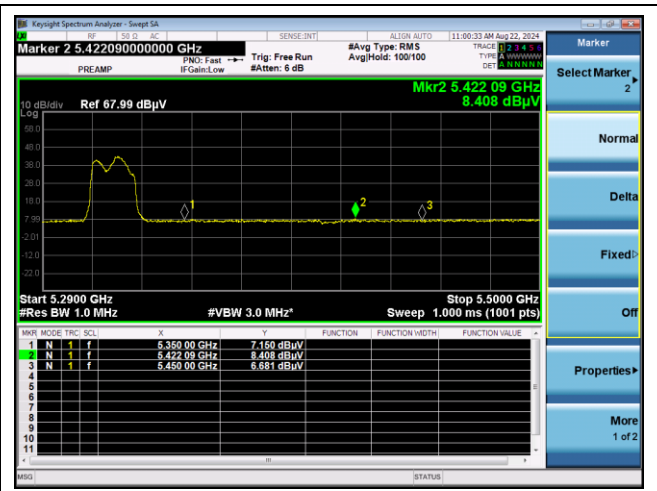 Keysight Spectrum Analyzer - Swept SA
RF 50 Ω AC SENSE:INT ALIGN AUTO 11:00:33 AM Aug 22, 2024
Marker 2 5.422090000000 GHz
PREAMP
PNO: Fast
IFGain:Low
Trig: Free Run
#Atten: 6 dB
#Avg Type: RMS
Avg|Hold: 100/100
TRACE 1 2 3 4 5 6
TYPE A WWWWW
DET A N N N N N
Mkr2 5.422 09 GHz
8.408 dBµV
10 dB/div Ref 67.99 dBµV
Log
58.0
48.0
38.0
28.0
18.0
7.99
-2.01
-12.0
-22.0
1
2
3
Start 5.2900 GHz Stop 5.5000 GHz
#Res BW 1.0 MHz #VBW 3.0 MHz* Sweep 1.000 ms (1001 pts)
MKR MODE TRC SCL X Y FUNCTION FUNCTION WIDTH FUNCTION VALUE
1 N 1 f 5.350 00 GHz 7.150 dBµV
2 N 1 f 5.422 09 GHz 8.408 dBµV
3 N 1 f 5.450 00 GHz 6.681 dBµV
4
5
6
7
8
9
10
11
MSG STATUS
Marker
Select Marker
2
Normal
Delta
Fixed
Off
Properties
More
1 of 2